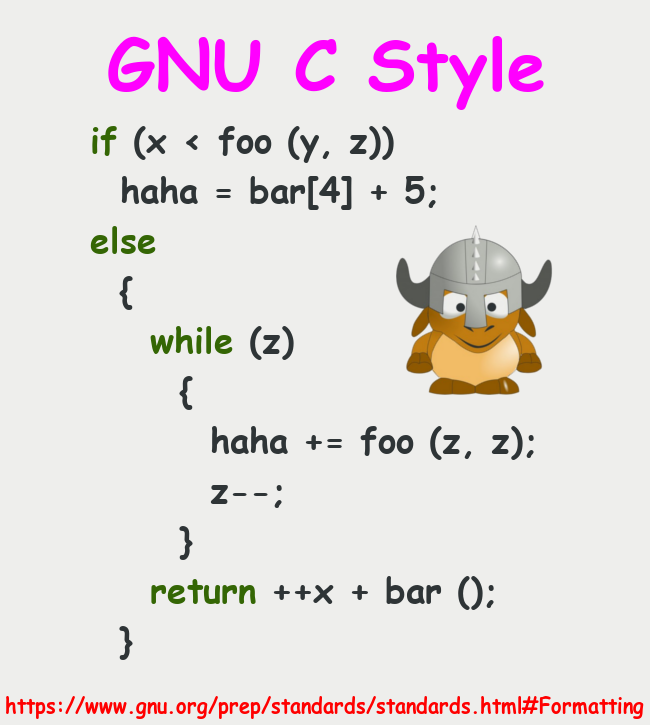 GNU C Style
if (x < foo (y, z))
  haha = bar[4] + 5;
else
  {
    while (z)
      {
        haha += foo (z, z);
        z--;
      }
    return ++x + bar ();
  }
https://www.gnu.org/prep/standards/standards.html#Formatting